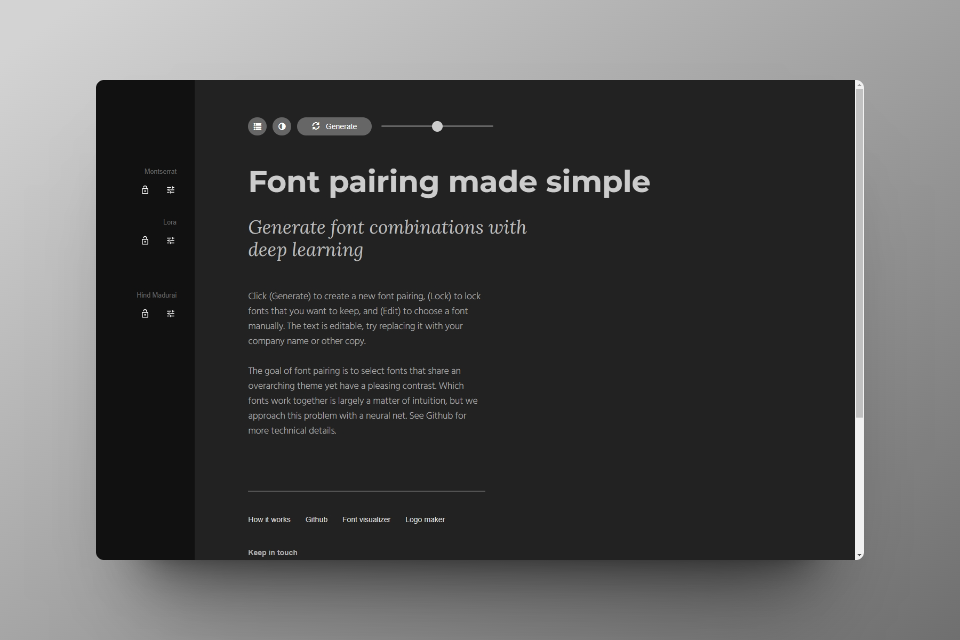 Generate
Montserrat
Lora
Hind Madurai
Font pairing made simple
Generate font combinations with
deep learning
Click (Generate) to create a new font pairing, (Lock) to lock
fonts that you want to keep, and (Edit) to choose a font
manually. The text is editable, try replacing it with your
company name or other copy.
The goal of font pairing is to select fonts that share an
overarching theme yet have a pleasing contrast. Which
fonts work together is largely a matter of intuition, but we
approach this problem with a neural net. See Github for
more technical details.
How it works Github Font visualizer Logo maker
Keep in touch